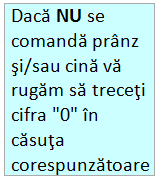 Dacă NU se
comandă prânz
şi/sau cină vă
rugăm să treceţi
cifra "0" în
căsuţa
corespunzătoare